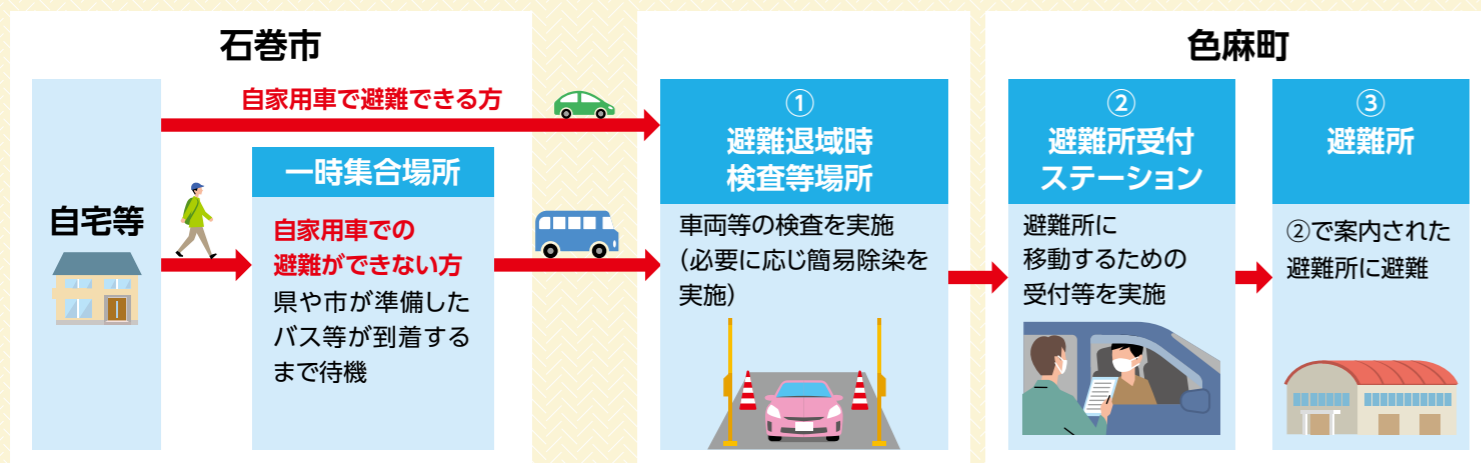 石巻市
自宅等
自家用車で避難できる方
一時集合場所
自家用車での
避難ができない方
県や市が準備した
バス等が到着する
まで待機
①
避難退域時
検査等場所
車両等の検査を実施
（必要に応じ簡易除染を
実施）
色麻町
②
避難所受付
ステーション
避難所に
移動するための
受付等を実施
③
避難所
②で案内された
避難所に避難